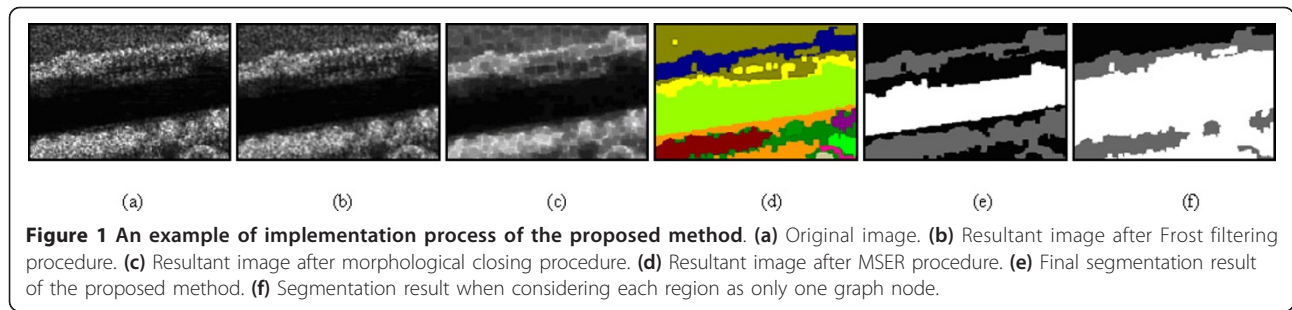 (a) (b) (c) (d) (e) (f)
Figure 1 An example of implementation process of the proposed method. (a) Original image. (b) Resultant image after Frost filtering
procedure. (c) Resultant image after morphological closing procedure. (d) Resultant image after MSER procedure. (e) Final segmentation result
of the proposed method. (f) Segmentation result when considering each region as only one graph node.